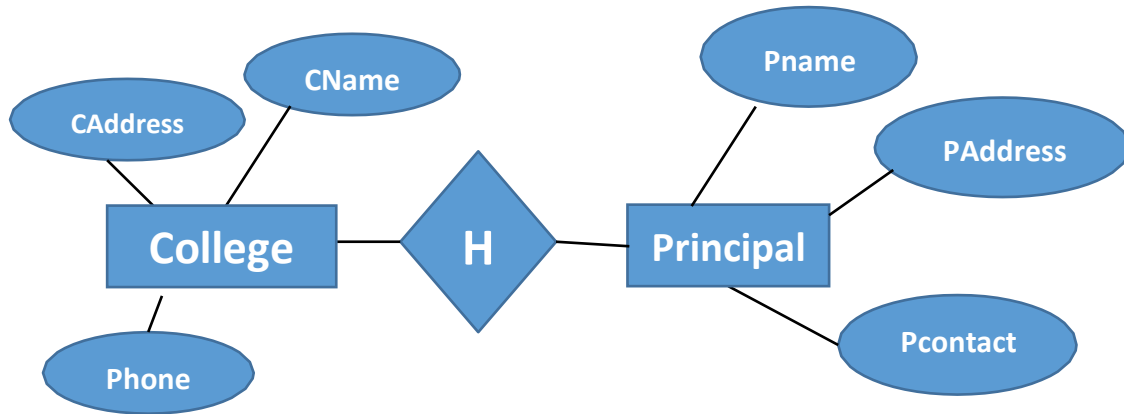 Pname
CName
CAddress
PAddress
College
H
Principal
Pcontact
Phone